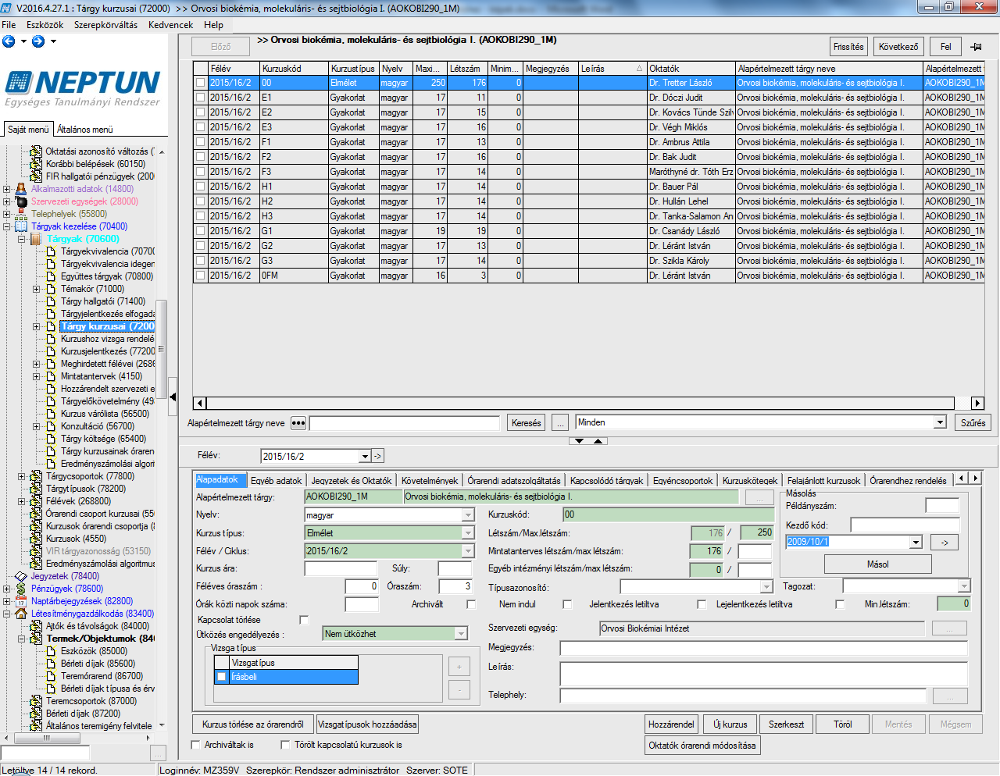 V2016.4.27.1 : Tárgy kurzusai (72000)  >> Orvosi biokémia, molekuláris- és sejtbiológia I. (AOKOBI290_1M)
File Eszközök Szerepkörváltás Kedvencek Help
NEPTUN
Egységes Tanulmányi Rendszer
Saját menü Általános menü
Oktatási azonosító változás (
Korábbi belépések (60150)
FIR hallgatói pénzügyek (200
Alkalmazotti adatok (14800)
Szervezeti egységek (28000)
Telephelyek (55800)
Tárgyak kezelése (70400)
Tárgyak (70600)
Tárgyekvivalencia (70700
Tárgyekvivalencia idegen
Együttes tárgyak (70800)
Témakör (71000)
Tárgy hallgatói (71400)
Tárgyjelentkezés elfogada
Tárgy kurzusai (7200
Kurzushoz vizsga rendelé
Kurzusjelentkezés (77200
Meghirdetett félévei (268
Mintatantervek (4150)
Hozzárendelt szervezeti e
Tárgyelőkövetelmény (49
Kurzus várólista (56500)
Konzultáció (56700)
Tárgy költsége (65400)
Tárgy kurzusainak óraren
Eredményszámolási algori
Tárgycsoportok (77800)
Tárgytípusok (78200)
Félévek (268800)
Órarendi csoport kurzusai (55
Kurzusok órarendi csoportja (
Kurzusok (4550)
VIR tárgyazonosság (53150)
Eredményszámolási algoritmus
Jegyzetek (78400)
Pénzügyek (78600)
Naptárbejegyzések (82800)
Létesítménygazdálkodás (83400)
Ajtók és távolságok (84000)
Termek/Objektumok (84
Eszközök (85000)
Bérleti díjak (85600)
Teremórarend (86700)
Bérleti díjak típusa és érv
Teremcsoportok (87000)
Bérleti díjak (87200)
Általános teremigény felvitele
...
Előző >> Orvosi biokémia, molekuláris- és sejtbiológia I. (AOKOBI290_1M) Frissítés Következő Fel
Félév Kurzuskód Kurzustípus Nyelv Maxi... Létszám Minim... Megjegyzés Leírás Oktatók Alapértelmezett tárgy neve Alapértelmezett
2015/16/2 00 Elmélet magyar 250 176 0 Dr. Tretter László Orvosi biokémia, molekuláris- és sejtbiológia I. AOKOBI290_1M
2015/16/2 E1 Gyakorlat magyar 17 11 0 Dr. Dóczi Judit Orvosi biokémia, molekuláris- és sejtbiológia I. AOKOBI290_1M
2015/16/2 E2 Gyakorlat magyar 17 15 0 Dr. Kovács Tünde Szil Orvosi biokémia, molekuláris- és sejtbiológia I. AOKOBI290_1M
2015/16/2 E3 Gyakorlat magyar 17 16 0 Dr. Végh Miklós Orvosi biokémia, molekuláris- és sejtbiológia I. AOKOBI290_1M
2015/16/2 F1 Gyakorlat magyar 17 13 0 Dr. Ambrus Attila Orvosi biokémia, molekuláris- és sejtbiológia I. AOKOBI290_1M
2015/16/2 F2 Gyakorlat magyar 17 16 0 Dr. Bak Judit Orvosi biokémia, molekuláris- és sejtbiológia I. AOKOBI290_1M
2015/16/2 F3 Gyakorlat magyar 17 14 0 Maróthyné dr. Tóth Erz Orvosi biokémia, molekuláris- és sejtbiológia I. AOKOBI290_1M
2015/16/2 H1 Gyakorlat magyar 17 14 0 Dr. Bauer Pál Orvosi biokémia, molekuláris- és sejtbiológia I. AOKOBI290_1M
2015/16/2 H2 Gyakorlat magyar 17 14 0 Dr. Hullán Lehel Orvosi biokémia, molekuláris- és sejtbiológia I. AOKOBI290_1M
2015/16/2 H3 Gyakorlat magyar 17 14 0 Dr. Tanka-Salamon An Orvosi biokémia, molekuláris- és sejtbiológia I. AOKOBI290_1M
2015/16/2 G1 Gyakorlat magyar 19 19 0 Dr. Csanády László Orvosi biokémia, molekuláris- és sejtbiológia I. AOKOBI290_1M
2015/16/2 G2 Gyakorlat magyar 17 13 0 Dr. Léránt István Orvosi biokémia, molekuláris- és sejtbiológia I. AOKOBI290_1M
2015/16/2 G3 Gyakorlat magyar 17 14 0 Dr. Szikla Károly Orvosi biokémia, molekuláris- és sejtbiológia I. AOKOBI290_1M
2015/16/2 0FM Gyakorlat magyar 16 3 0 Dr. Léránt István Orvosi biokémia, molekuláris- és sejtbiológia I. AOKOBI290_1M
Alapértelmezett tárgy neve ••• Keresés ... Minden Szűrés
Félév: 2015/16/2 ->
Alapadatok Egyéb adatok Jegyzetek és Oktatók Követelmények Órarendi adatszolgáltatás Kapcsolódó tárgyak Egyéncsoportok Kurzuskötegek Felajánlott kurzusok Órarendhez rendelés
Alapértelmezett tárgy: AOKOBI290_1M Orvosi biokémia, molekuláris- és sejtbiológia I. ...
Nyelv: magyar Kurzuskód: 00
Kurzus típus: Elmélet Létszám/Max.létszám: 176 / 250
Félév / Ciklus: 2015/16/2 Mintatanterves létszám/max létszám: 176 /
Kurzus ára: Súly: Egyéb intézményi létszám/max létszám: 0 /
Másolás
Példányszám:
Kezdő kód:
2009/10/1 ->
Másol
Féléves óraszám : 0 Óraszám: 3 Típusazonosító: Tagozat:
Órák közti napok száma: Archivált Nem indul Jelentkezés letiltva Lejelentkezés letiltva Min.létszám: 0
Kapcsolat törlése
Ütközés engedélyezés : Nem ütközhet
Szervezeti egység: Orvosi Biokémiai Intézet ...
Megjegyzés:
Leírás:
Telephely: ...
Vizsga típus
Vizsgatípus
Írásbeli
+
-
Kurzus törlése az órarendről Vizsgatípusok hozzáadása Hozzárendel Új kurzus Szerkeszt Töröl Mentés Mégsem
Archiváltak is Törölt kapcsolatú kurzusok is Oktatók órarendi módosítása
Letöltve 14 / 14 rekord. Loginnév: MZ359V Szerepkör: Rendszer adminisztrátor Szerver: SOTE